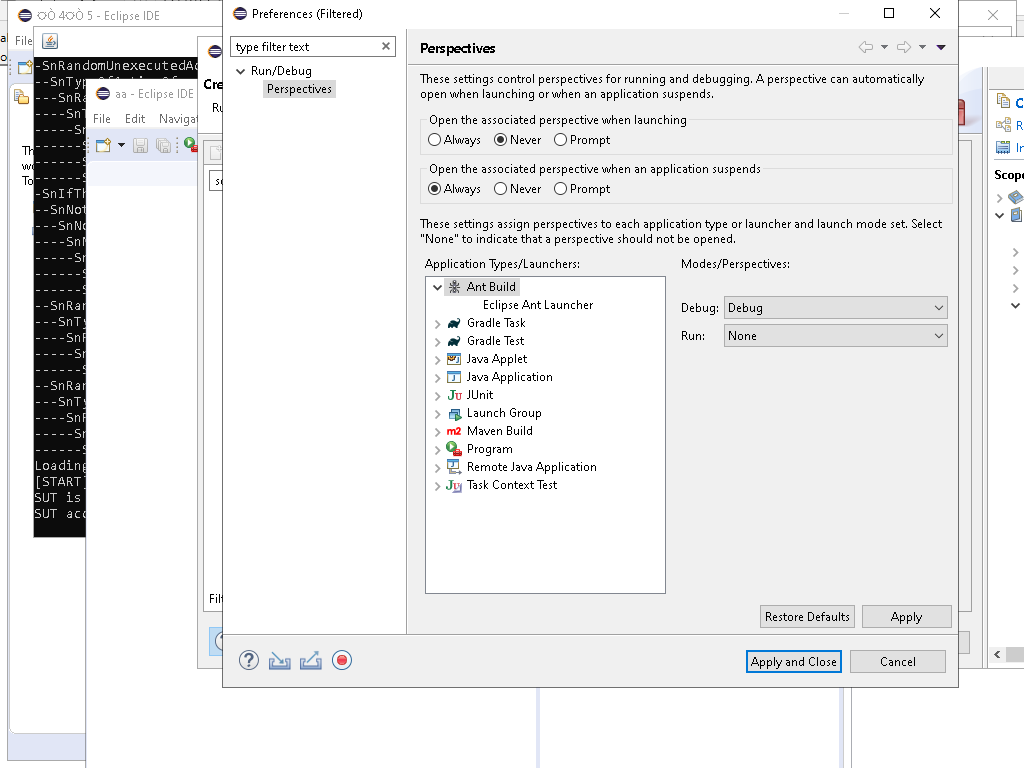 4 5 - Eclipse IDE
File
-SnRandomUnexecutedAc
--SnTyp
---SnRa
----SnT
-----Sn
-SnIfTh
--SnNot
---SnNo
----SnN
-----Sn
--SnRan
---SnTy
----SnR
-----Sn
--SnRan
---SnTy
----SnR
-----Sn
Loading
[START]
SUT is
SUT acc
Th
To
aa - Eclipse IDE
File Edit Navigat
Cre
Ru
Preferences (Filtered)
type filter text
Run/Debug
Perspectives
Perspectives
These settings control perspectives for running and debugging. A perspective can automatically
open when launching or when an application suspends.
Open the associated perspective when launching
Always Never Prompt
Open the associated perspective when an application suspends
Always Never Prompt
These settings assign perspectives to each application type or launcher and launch mode set. Select
"None" to indicate that a perspective should not be opened.
Application Types/Launchers:
Modes/Perspectives:
Ant Build
Eclipse Ant Launcher
Gradle Task
Gradle Test
Java Applet
Java Application
JUnit
Launch Group
Maven Build
Program
Remote Java Application
Task Context Test
Debug: Debug
Run: None
Restore Defaults
Apply
Apply and Close
Cancel
Scope
In